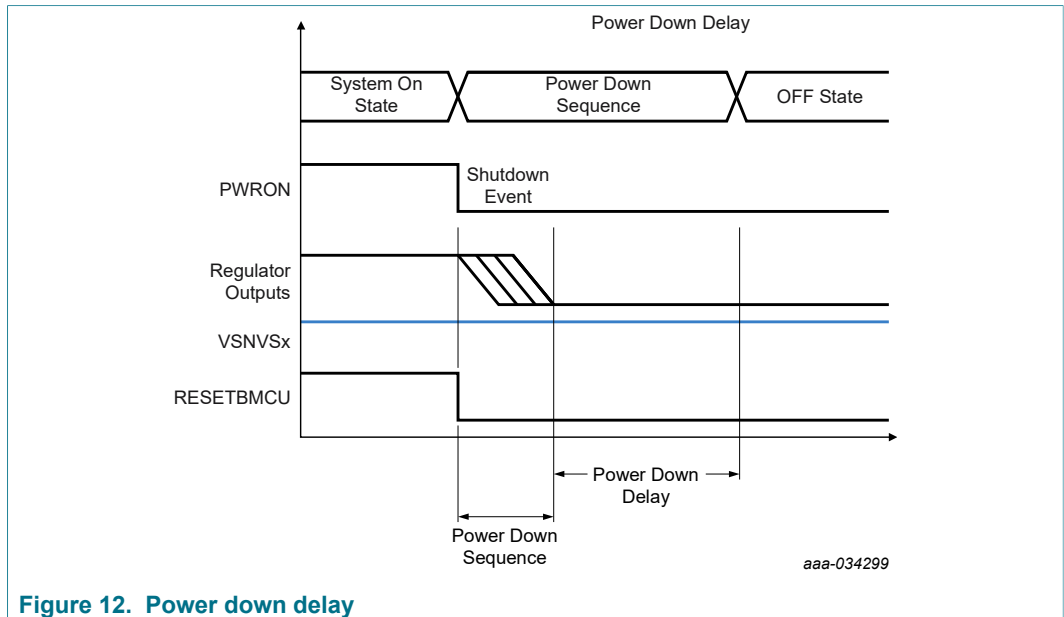 Power Down Delay
System On
State
Power Down
Sequence
OFF State
PWRON
Shutdown
Event
Regulator
Outputs
VSNVSx
RESETBMCU
Power Down
Delay
Power Down
Sequence
aaa-034299
Figure 12. Power down delay